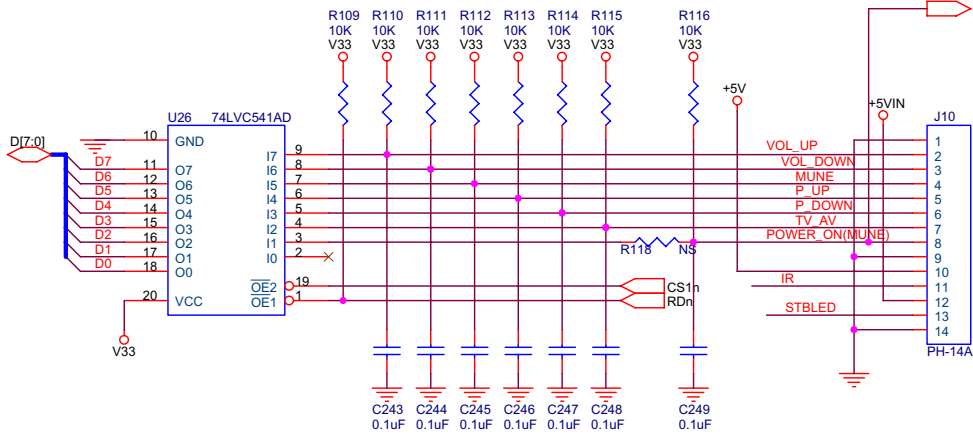 R109 R110 R111 R112 R113 R114 R115 R116
10K 10K 10K 10K 10K 10K 10K 10K
V33 V33 V33 V33 V33 V33 V33 V33
+5V
+5VIN
U26 74LVC541AD
J10
D[7:0]
10 GND
VOL_UP 1
D7 11 O7 I7 9 VOL_DOWN 2
D6 12 O6 I6 8 MUNE 3
D5 13 O5 I5 7 P_UP 4
D4 14 O4 I4 6 P_DOWN 5
D3 15 O3 I3 5 TV_AV 6
D2 16 O2 I2 4 POWER_ON(MUNE) 7
D1 17 O1 I1 3 R118 NS 8
D0 18 O0 I0 2 9
10
OE2 19 CS1n IR 11
20 VCC OE1 1 RDn 12
STBLED 13
14
V33
PH-14A
C243 C244 C245 C246 C247 C248 C249
0.1uF 0.1uF 0.1uF 0.1uF 0.1uF 0.1uF 0.1uF